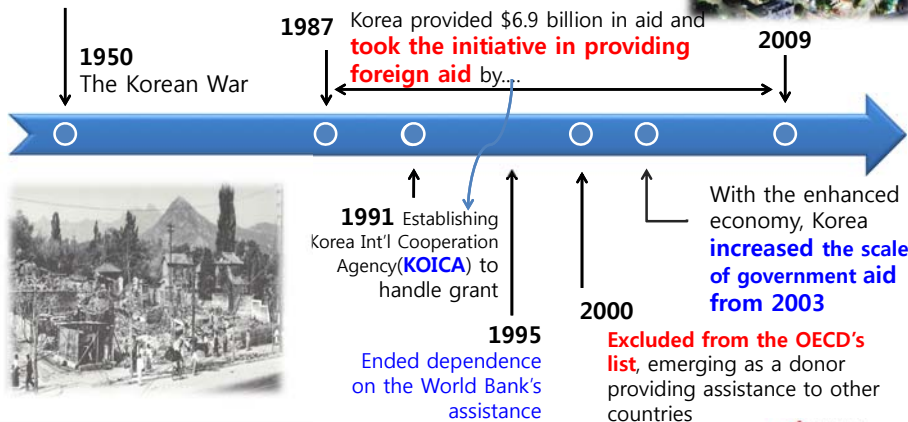 1950
The Korean War
1987
Korea provided $6.9 billion in aid and
took the initiative in providing
foreign aid by....
2009
1991 Establishing
Korea Int'l Cooperation
Agency(KOICA) to
handle grant
1995
Ended dependence
on the World Bank's
assistance
2000
Excluded from the OECD's
list, emerging as a donor
providing assistance to other
countries
With the enhanced
economy, Korea
increased the scale
of government aid
from 2003